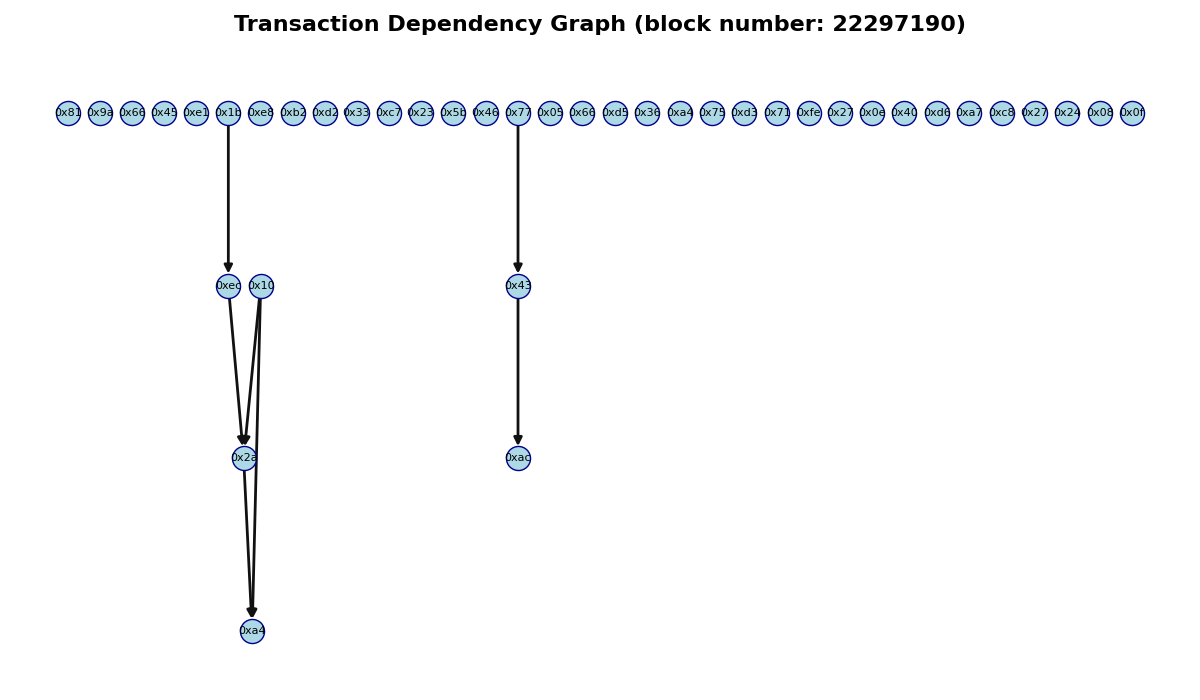 Transaction Dependency Graph (block number: 22297190)
0x81 0x9a 0x66 0x45 0xe1 0x1b 0xe8 0xb2 0xd2 0x33 0xc7 0x23 0x5b 0x46 0x77 0x05 0x66 0xd5 0x36 0xa4 0x75 0xd3 0x71 0xfe 0x27 0x0e 0x40 0xd6 0xa7 0xc8 0x27 0x24 0x08 0x0f
0xec 0x10 0x43
0x2a 0xac
0xa4